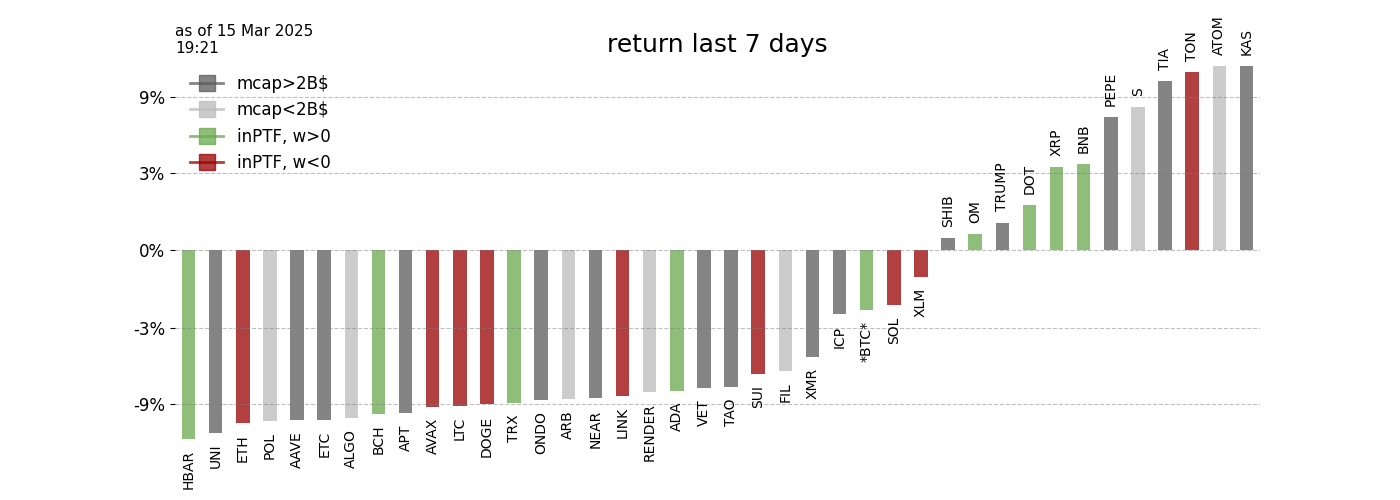 as of 15 Mar 2025
19:21
return last 7 days
mcap>2B$
mcap<2B$
inPTF, w>0
inPTF, w<0
9%
3%
0%
-3%
-9%
HBAR
UNI
ETH
POL
AAVE
ETC
ALGO
BCH
APT
AVAX
LTC
DOGE
TRX
ONDO
ARB
NEAR
LINK
RENDER
ADA
VET
TAO
SUI
FIL
XMR
ICP
*BTC*
SOL
XLM
SHIB
OM
TRUMP
DOT
XRP
BNB
PEPE
S
TIA
TON
ATOM
KAS